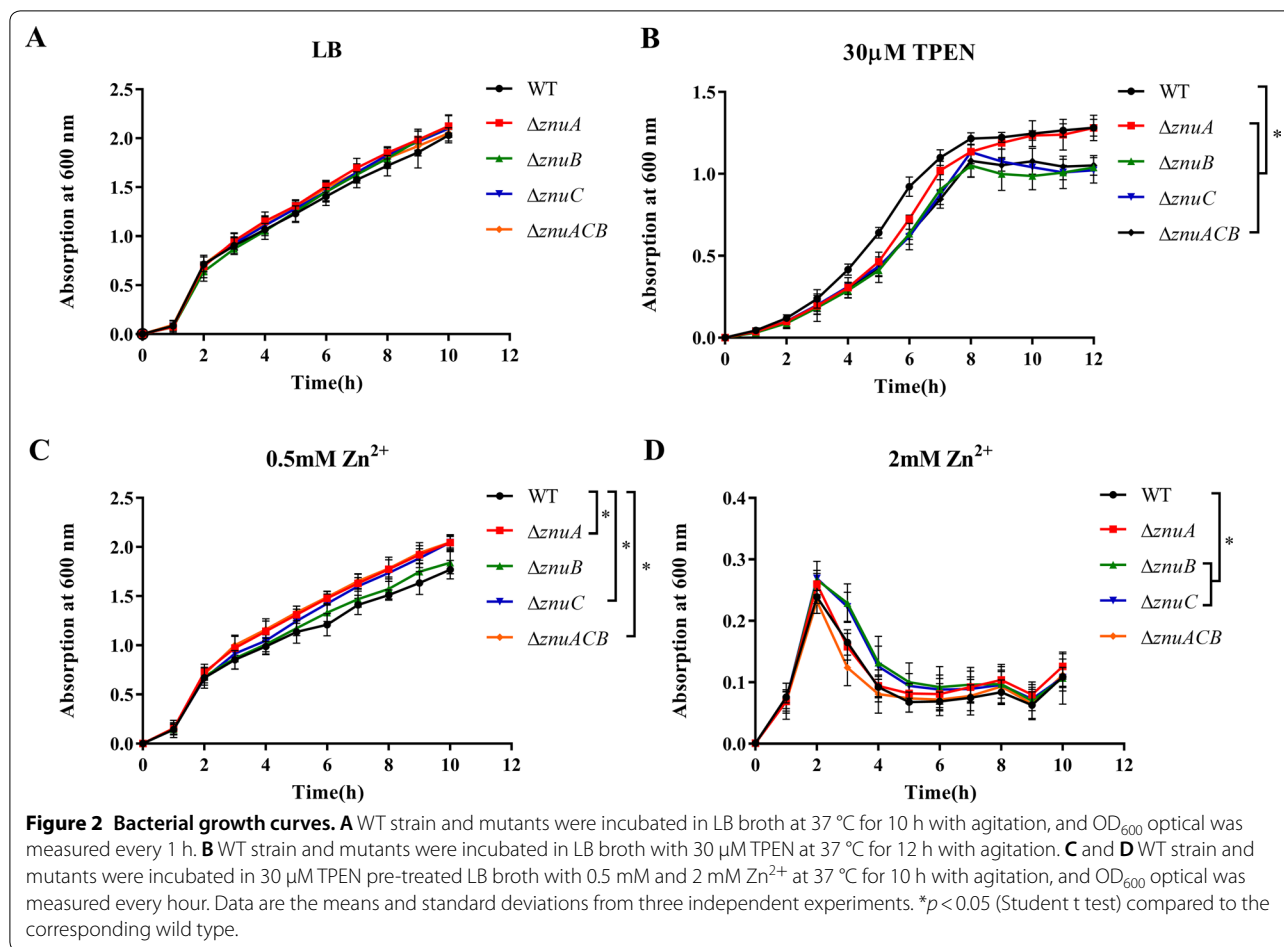 A
LB
Absorption at 600 nm
2.5
2.0
1.5
1.0
0.5
0.0
0 2 4 6 8 10 12
Time(h)
WT
ΔznuA
ΔznuB
ΔznuC
ΔznuACB
B
30μM TPEN
Absorption at 600 nm
1.5
1.0
0.5
0.0
0 1 2 3 4 5 6 7 8 9 10 11 12
Time(h)
WT
ΔznuA
ΔznuB
ΔznuC
ΔznuACB
*
C
0.5mM Zn²⁺
Absorption at 600 nm
2.5
2.0
1.5
1.0
0.5
0.0
0 2 4 6 8 10 12
Time(h)
WT
ΔznuA
ΔznuB
ΔznuC
ΔznuACB
*
*
*
D
2mM Zn²⁺
Absorption at 600 nm
0.4
0.3
0.2
0.1
0.0
0 2 4 6 8 10 12
Time(h)
WT
ΔznuA
ΔznuB
ΔznuC
ΔznuACB
*
Figure 2 Bacterial growth curves. A WT strain and mutants were incubated in LB broth at 37 °C for 10 h with agitation, and OD₆₀₀ optical was
measured every 1 h. B WT strain and mutants were incubated in LB broth with 30 μM TPEN at 37 °C for 12 h with agitation. C and D WT strain and
mutants were incubated in 30 μM TPEN pre-treated LB broth with 0.5 mM and 2 mM Zn²⁺ at 37 °C for 10 h with agitation, and OD₆₀₀ optical was
measured every hour. Data are the means and standard deviations from three independent experiments. *p < 0.05 (Student t test) compared to the
corresponding wild type.